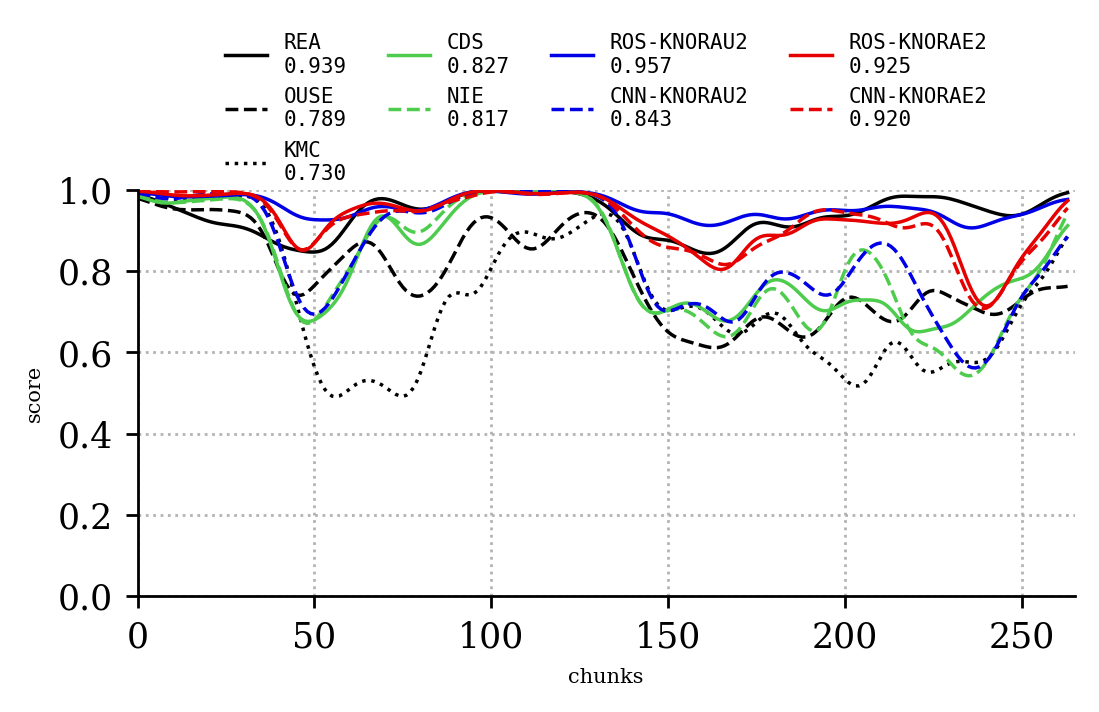 REA CDS ROS-KNORAU2 ROS-KNORAE2
0.939 0.827 0.957 0.925
OUSE NIE CNN-KNORAU2 CNN-KNORAE2
0.789 0.817 0.843 0.920
KMC
0.730
1.0
0.8
0.6
0.4
0.2
0.0
score
0 50 100 150 200 250
chunks